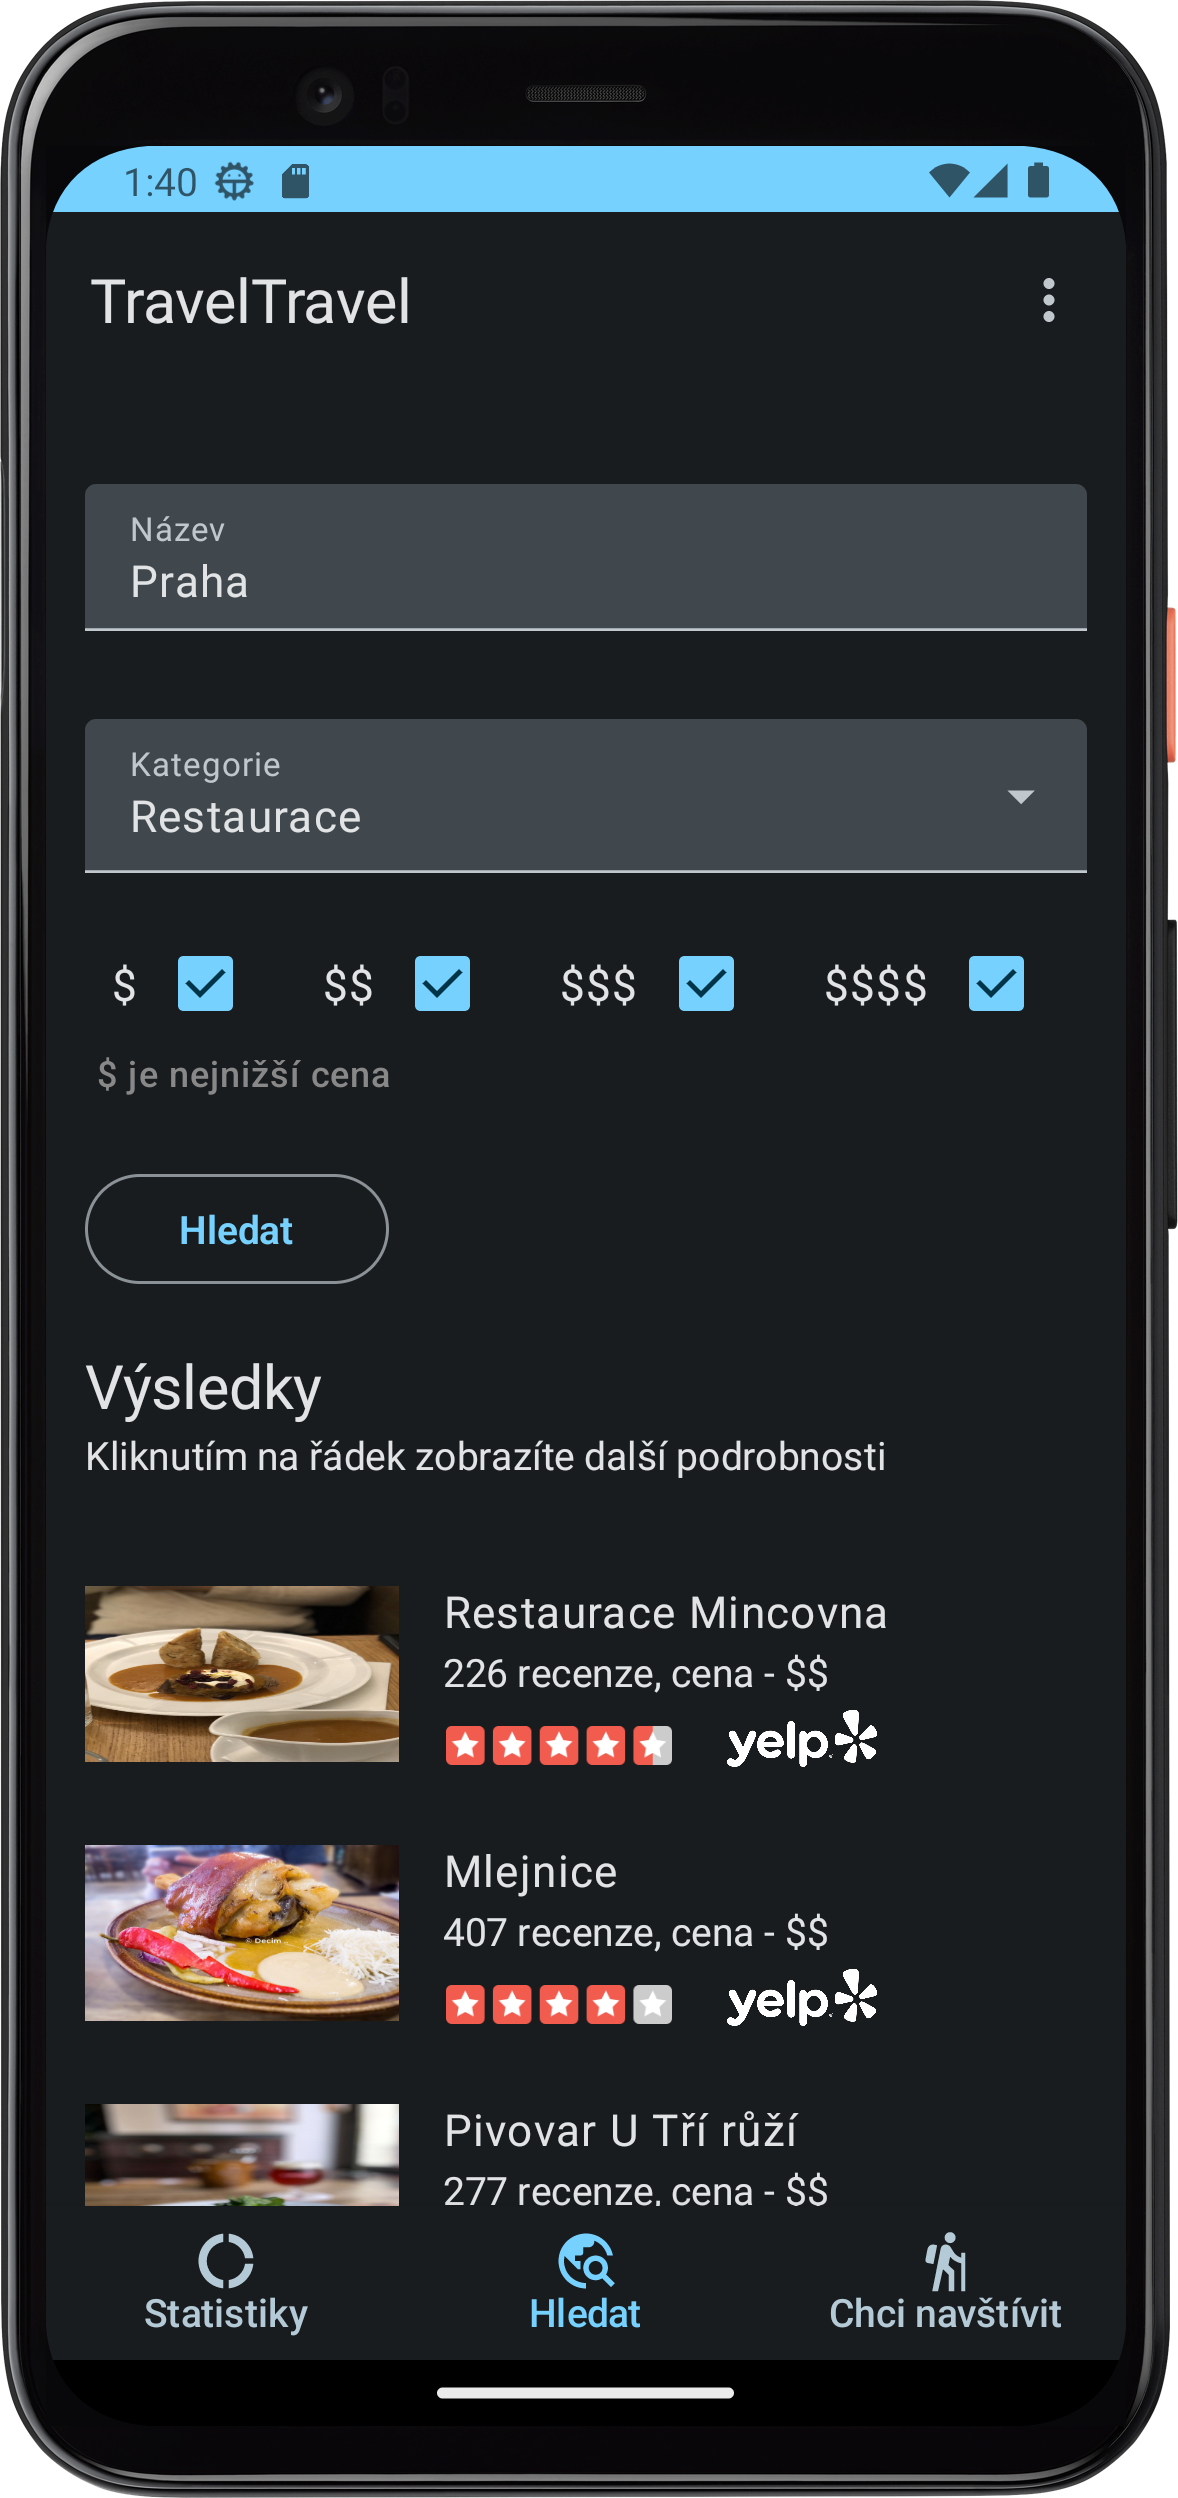 1:40
TravelTravel
Název
Praha
Kategorie
Restaurace
$ $$ $$$ $$$$
$ je nejnižší cena
Hledat
Výsledky
Kliknutím na řádek zobrazíte další podrobnosti
Restaurace Mincovna
226 recenze, cena - $$
yelp
Mlejnice
407 recenze, cena - $$
yelp
© Decim
Pivovar U Tří růží
277 recenze, cena - $$
Statistiky Hledat Chci navštívit